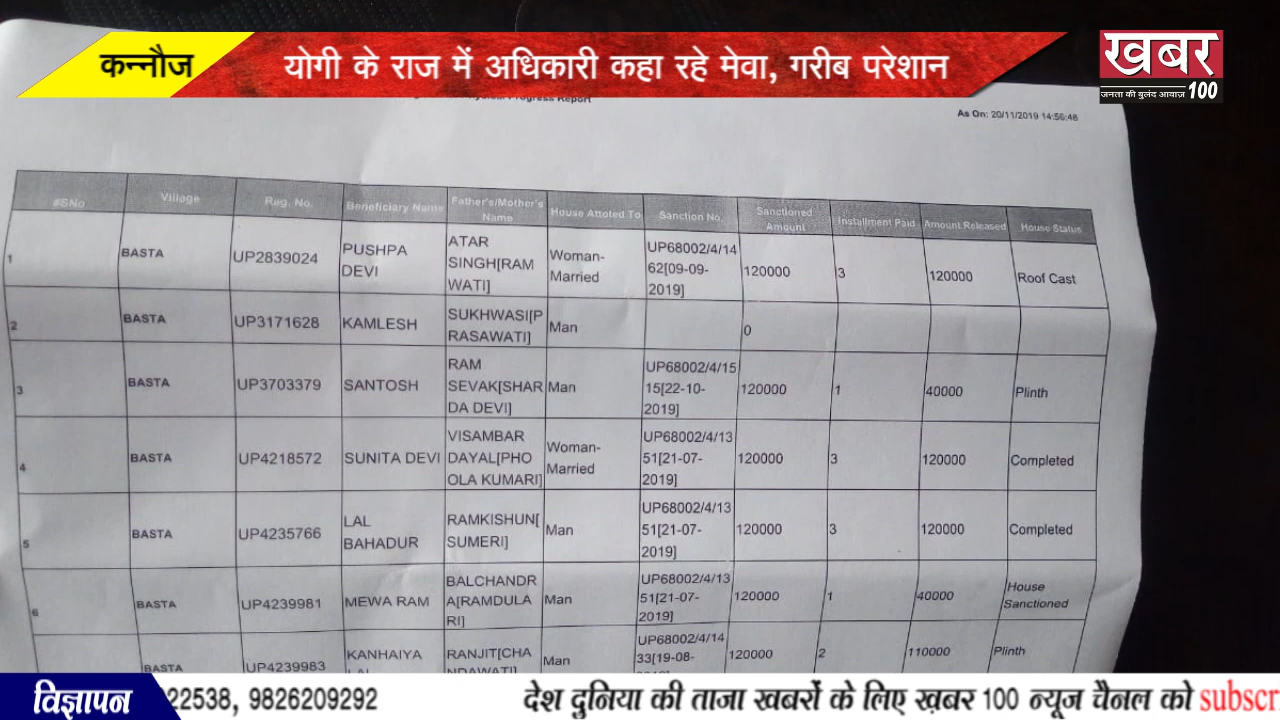 कन्नौज
योगी के राज में अधिकारी कहा रहे मेवा, गरीब परेशान
खबर
जनता की बुलंद आवाज़ 100
Progress Report
As On: 20/11/2019 14:56:48
#SNo Village Reg. No. Beneficiary Name Father's/Mother's Name House Attoted To Sanction No. Sanctioned Amount Installment Paid Amount Released House Status
1 BASTA UP2839024 PUSHPA DEVI ATAR SINGH[RAM WATI] Woman-Married UP68002/4/1462[09-09-2019] 120000 3 120000 Roof Cast
2 BASTA UP3171628 KAMLESH SUKHWASI[PRASAWATI] Man 0
3 BASTA UP3703379 SANTOSH RAM SEVAK[SHARDA DEVI] Man UP68002/4/1515[22-10-2019] 120000 1 40000 Plinth
4 BASTA UP4218572 SUNITA DEVI VISAMBAR DAYAL[PHOOLA KUMARI] Woman-Married UP68002/4/1351[21-07-2019] 120000 3 120000 Completed
5 BASTA UP4235766 LAL BAHADUR RAMKISHUN[SUMERI] Man UP68002/4/1351[21-07-2019] 120000 3 120000 Completed
6 BASTA UP4239981 MEWA RAM BALCHANDRA[RAMDULARI] Man UP68002/4/1351[21-07-2019] 120000 1 40000 House Sanctioned
BASTA UP4239983 KANHAIYA RANJIT[CHA Man UP68002/4/1433[19-08- 120000 2 110000 Plinth
विज्ञापन 22538, 9826209292 देश दुनिया की ताजा खबरों के लिए ख़बर 100 न्यूज चैनल को subscr